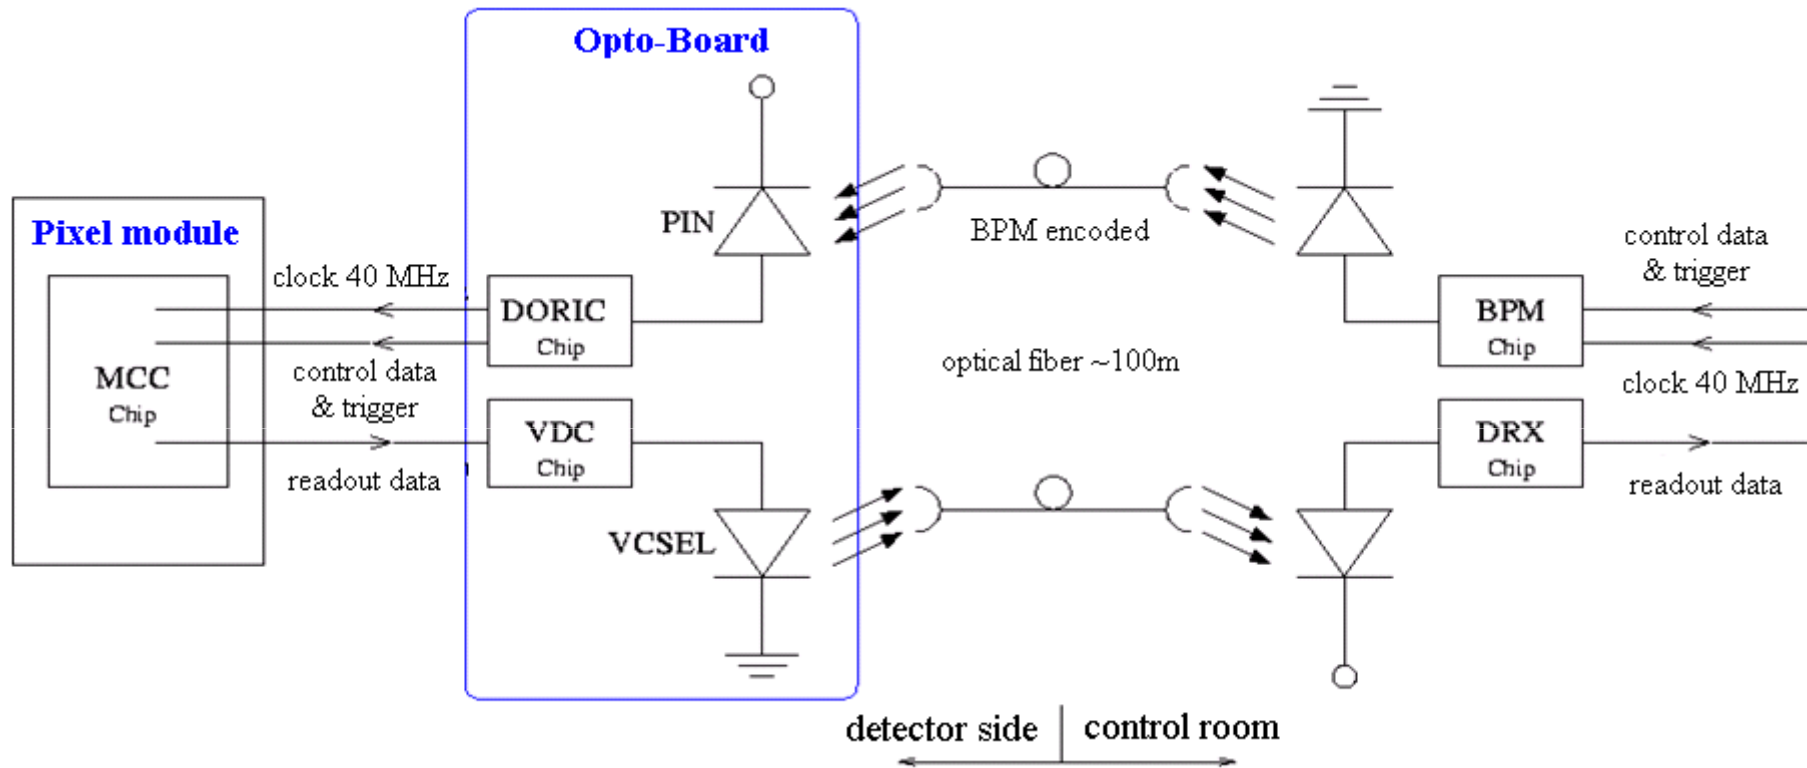 Opto-Board
Pixel module
MCC
Chip
clock 40 MHz
control data
& trigger
readout data
DORIC
Chip
VDC
Chip
PIN
VCSEL
BPM encoded
optical fiber ~100m
BPM
Chip
DRX
Chip
control data
& trigger
clock 40 MHz
readout data
detector side
control room